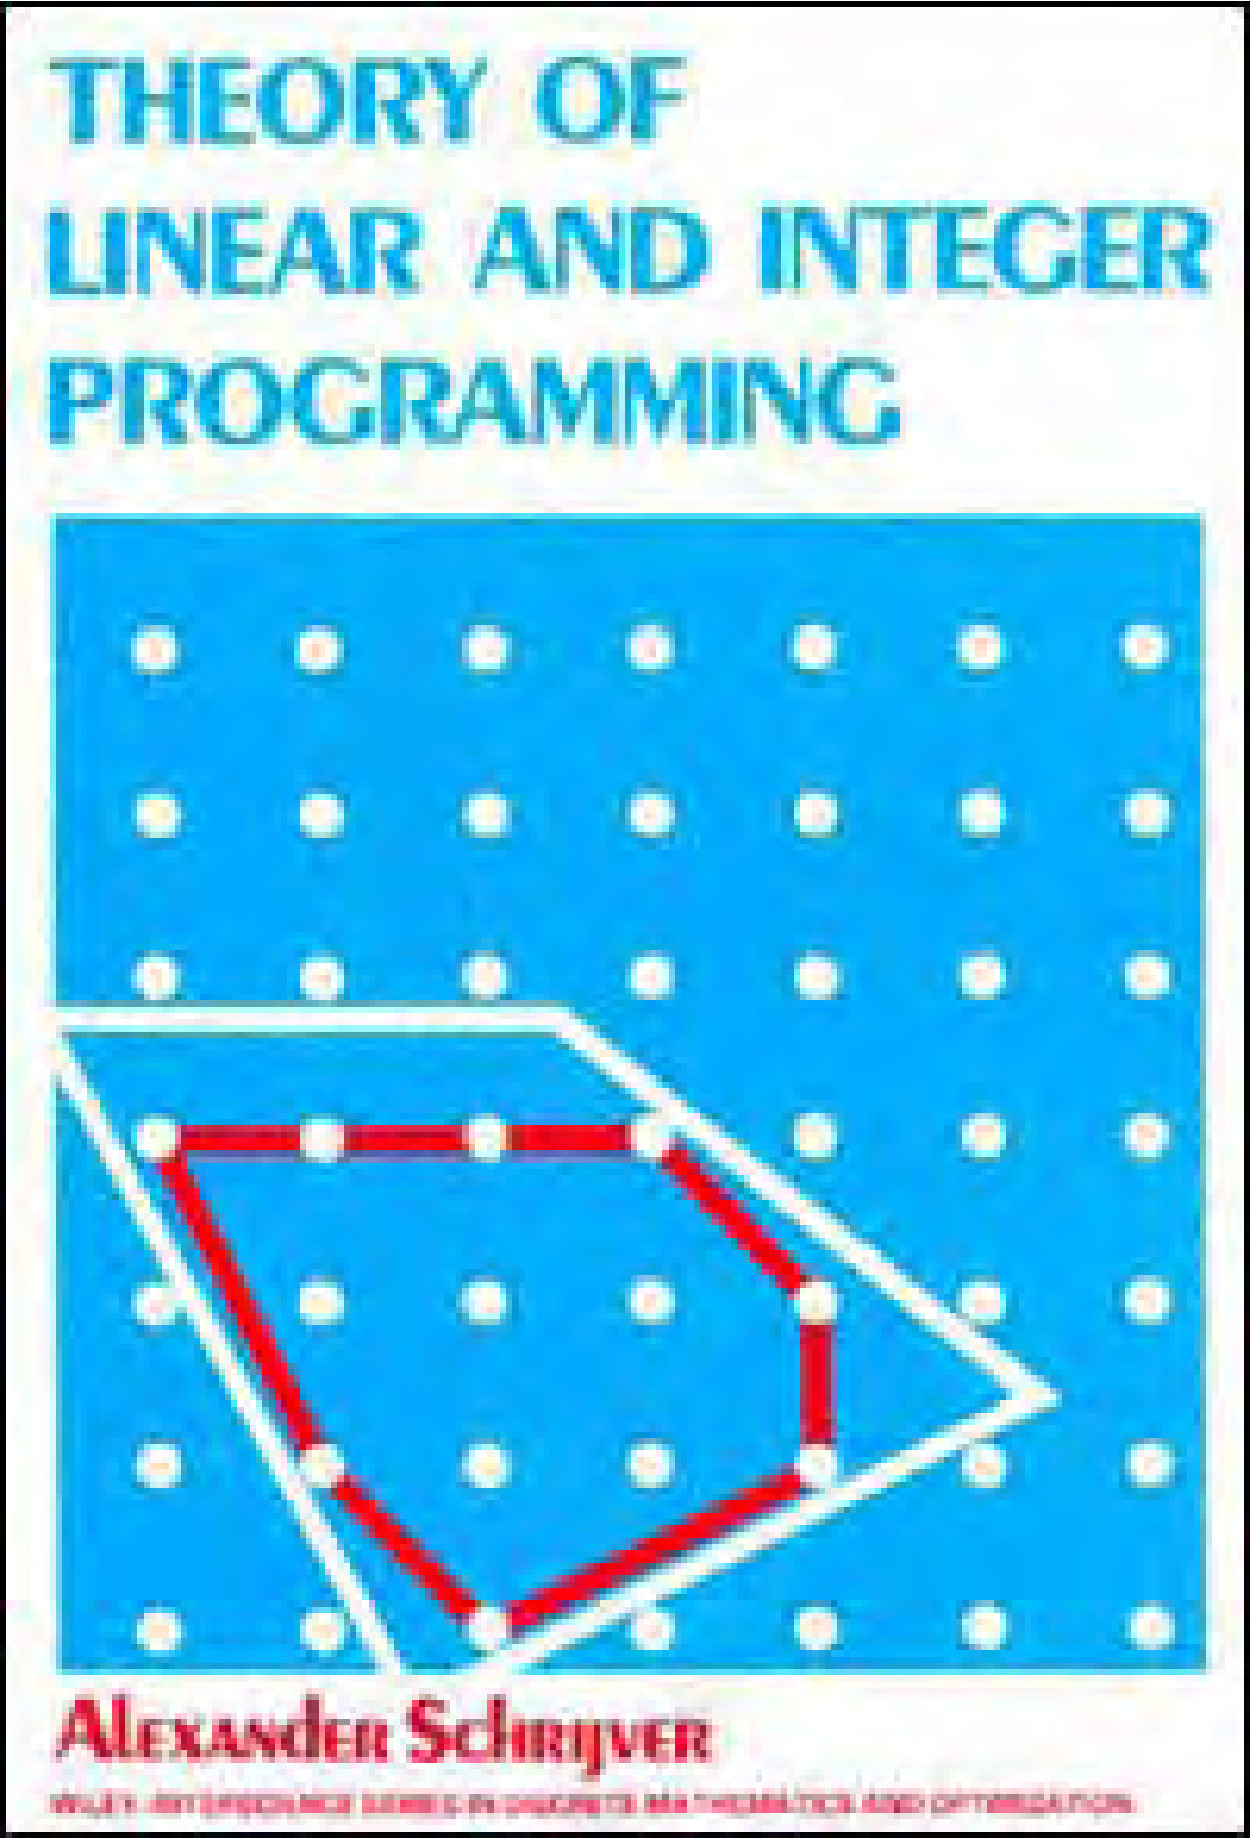 THEORY OF
LINEAR AND INTEGER
PROGRAMMING
Alexander Schrijver
WILEY-INTERSCIENCE SERIES IN DISCRETE MATHEMATICS AND OPTIMIZATION